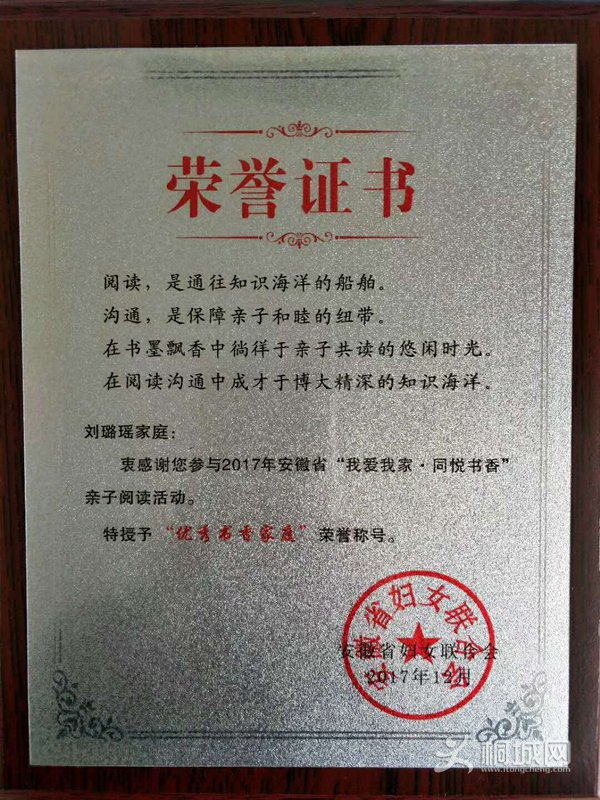 荣誉证书
阅读，是通往知识海洋的船舶。
沟通，是保障亲子和睦的纽带。
在书墨飘香中徜徉于亲子共读的悠闲时光。
在阅读沟通中成才于博大精深的知识海洋。
刘璐瑶家庭：
衷感谢您参与2017年安徽省“我爱我家·同悦书香”
亲子阅读活动。
特授予“优秀书香家庭”荣誉称号。
安徽省妇女联合会
安徽省妇女联合会
2017年12月
桐城网
www.itongcheng.com